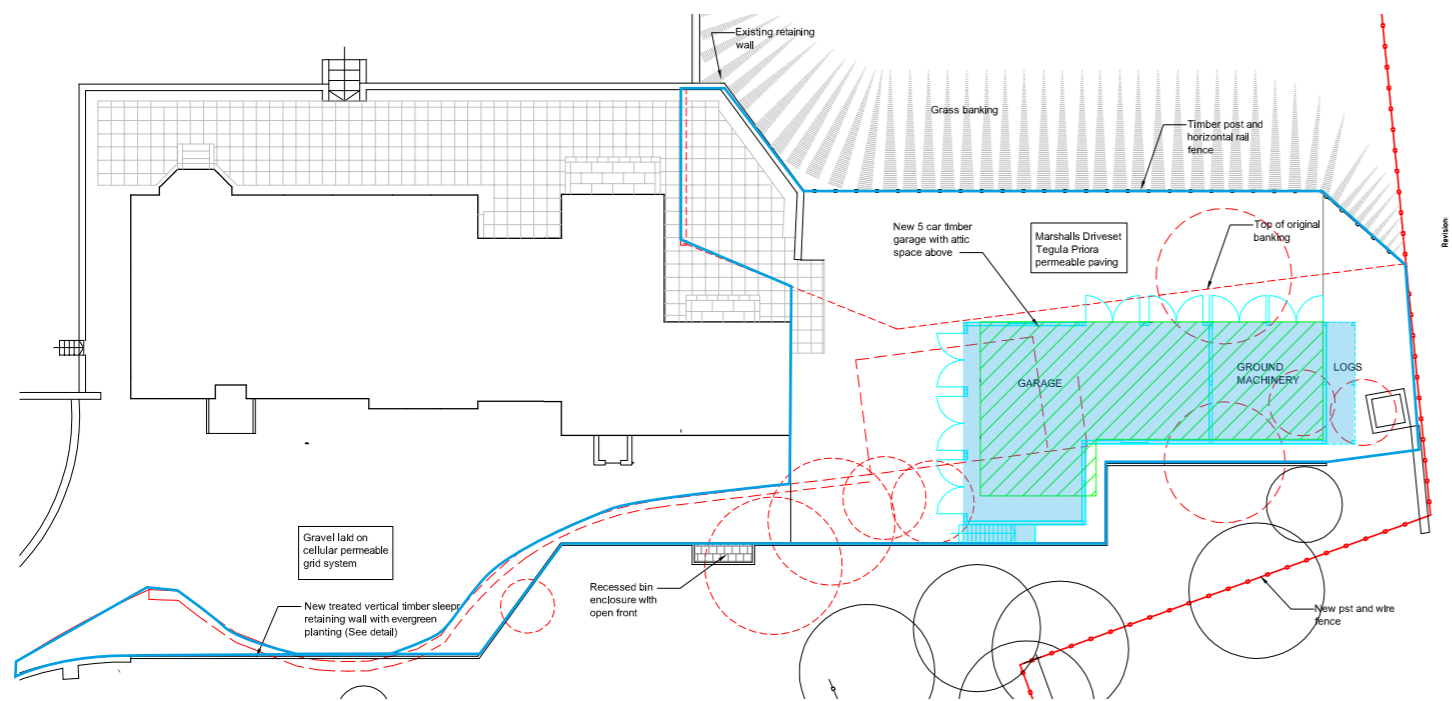 Existing retaining
wall
Grass banking
Timber post and
horizontal rail
fence
Revision
New 5 car timber
garage with attic
space above
Marshalls Driveset
Tegula Priora
permeable paving
Top of original
banking
GARAGE
GROUND
MACHINERY
LOGS
Gravel laid on
cellular permeable
grid system
Recessed bin
enclosure with
open front
New treated vertical timber sleepr
retaining wall with evergreen
planting (See detail)
New pst and wire
fence